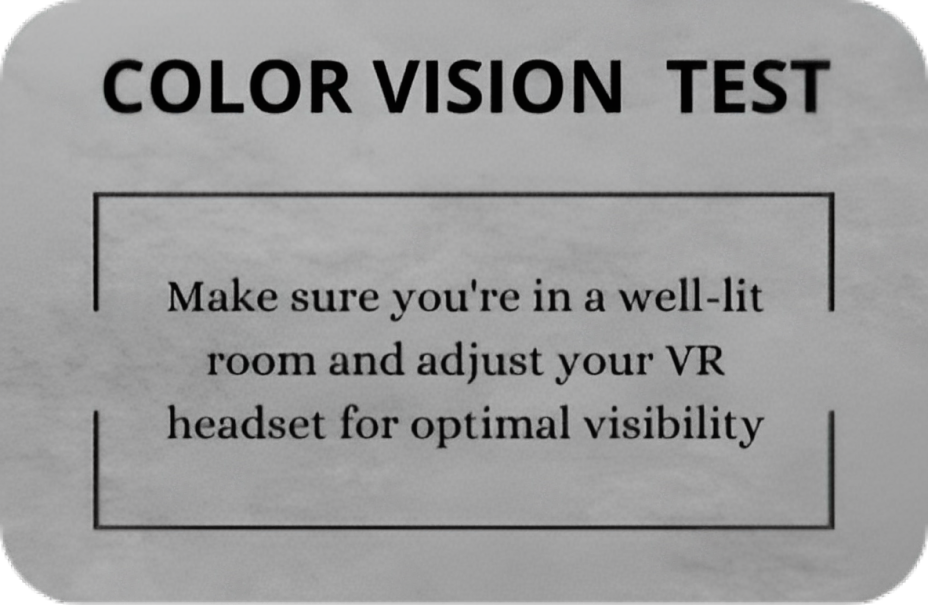 COLOR VISION TEST
Make sure you're in a well-lit
room and adjust your VR
headset for optimal visibility